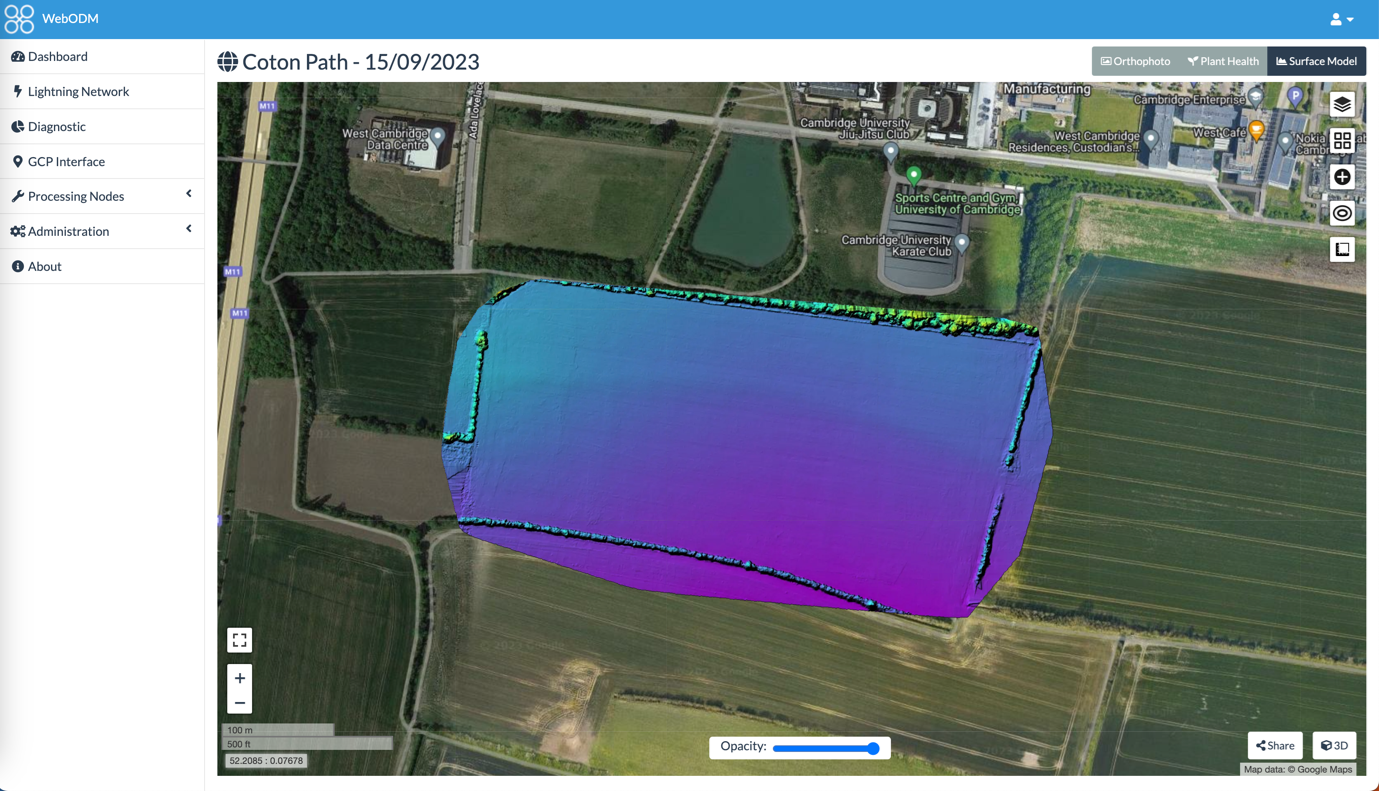 WebODM
Dashboard
Lightning Network
Diagnostic
GCP Interface
Processing Nodes
Administration
About
Coton Path - 15/09/2023
Orthophoto
Plant Health
Surface Model
M11
Ada Lovelace
West Cambridge
Data Centre
Manufacturing
Cambridge University
Jiu-Jitsu Club
Cambridge Enterprise
P
West Cambridge
Residences, Custodian's...
West Café
Nokia
Sports Centre and Gym,
University of Cambridge
Cambridge University
Karate Club
M11
M11
+
−
100 m
500 ft
52.2085 : 0.07678
Opacity:
Share
3D
Map data: © Google Maps